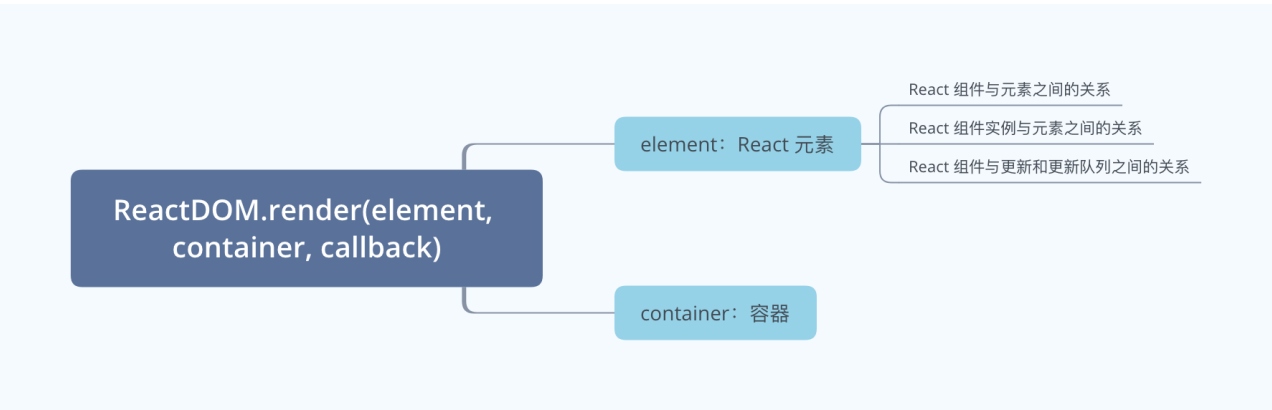 ReactDOM.render(element,
container, callback)
element：React 元素
React 组件与元素之间的关系
React 组件实例与元素之间的关系
React 组件与更新和更新队列之间的关系
container：容器